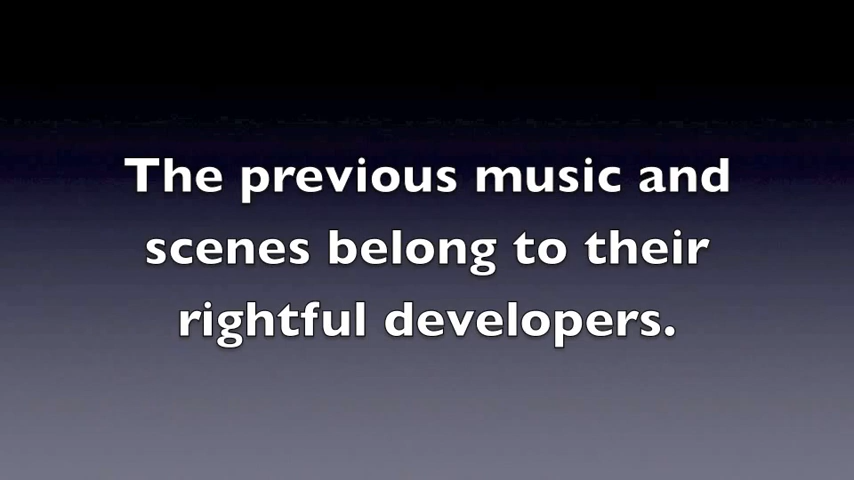 The previous music and
scenes belong to their
rightful developers.